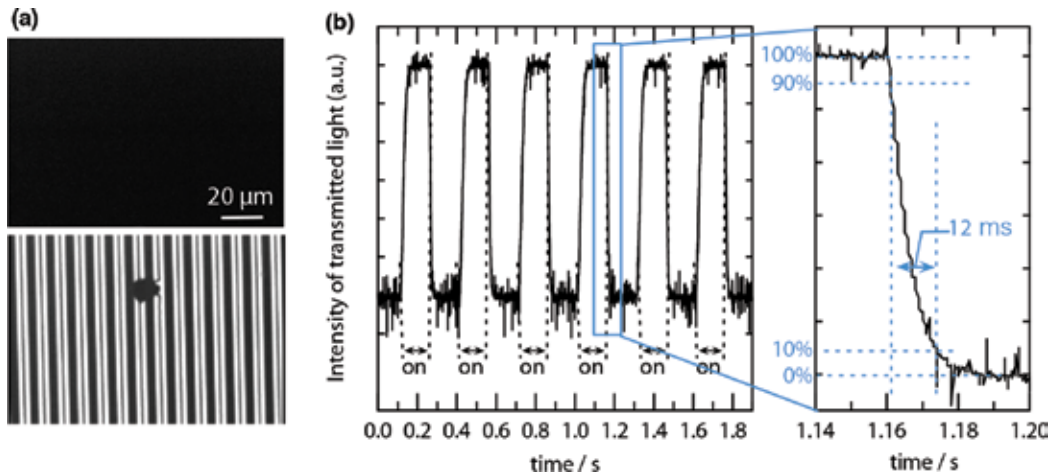 (a)
20 µm
(b)
Intensity of transmitted light (a.u.)
on on on on on on
0.0 0.2 0.4 0.6 0.8 1.0 1.2 1.4 1.6 1.8
time / s
100%
90%
12 ms
10%
0%
1.14 1.16 1.18 1.20
time / s